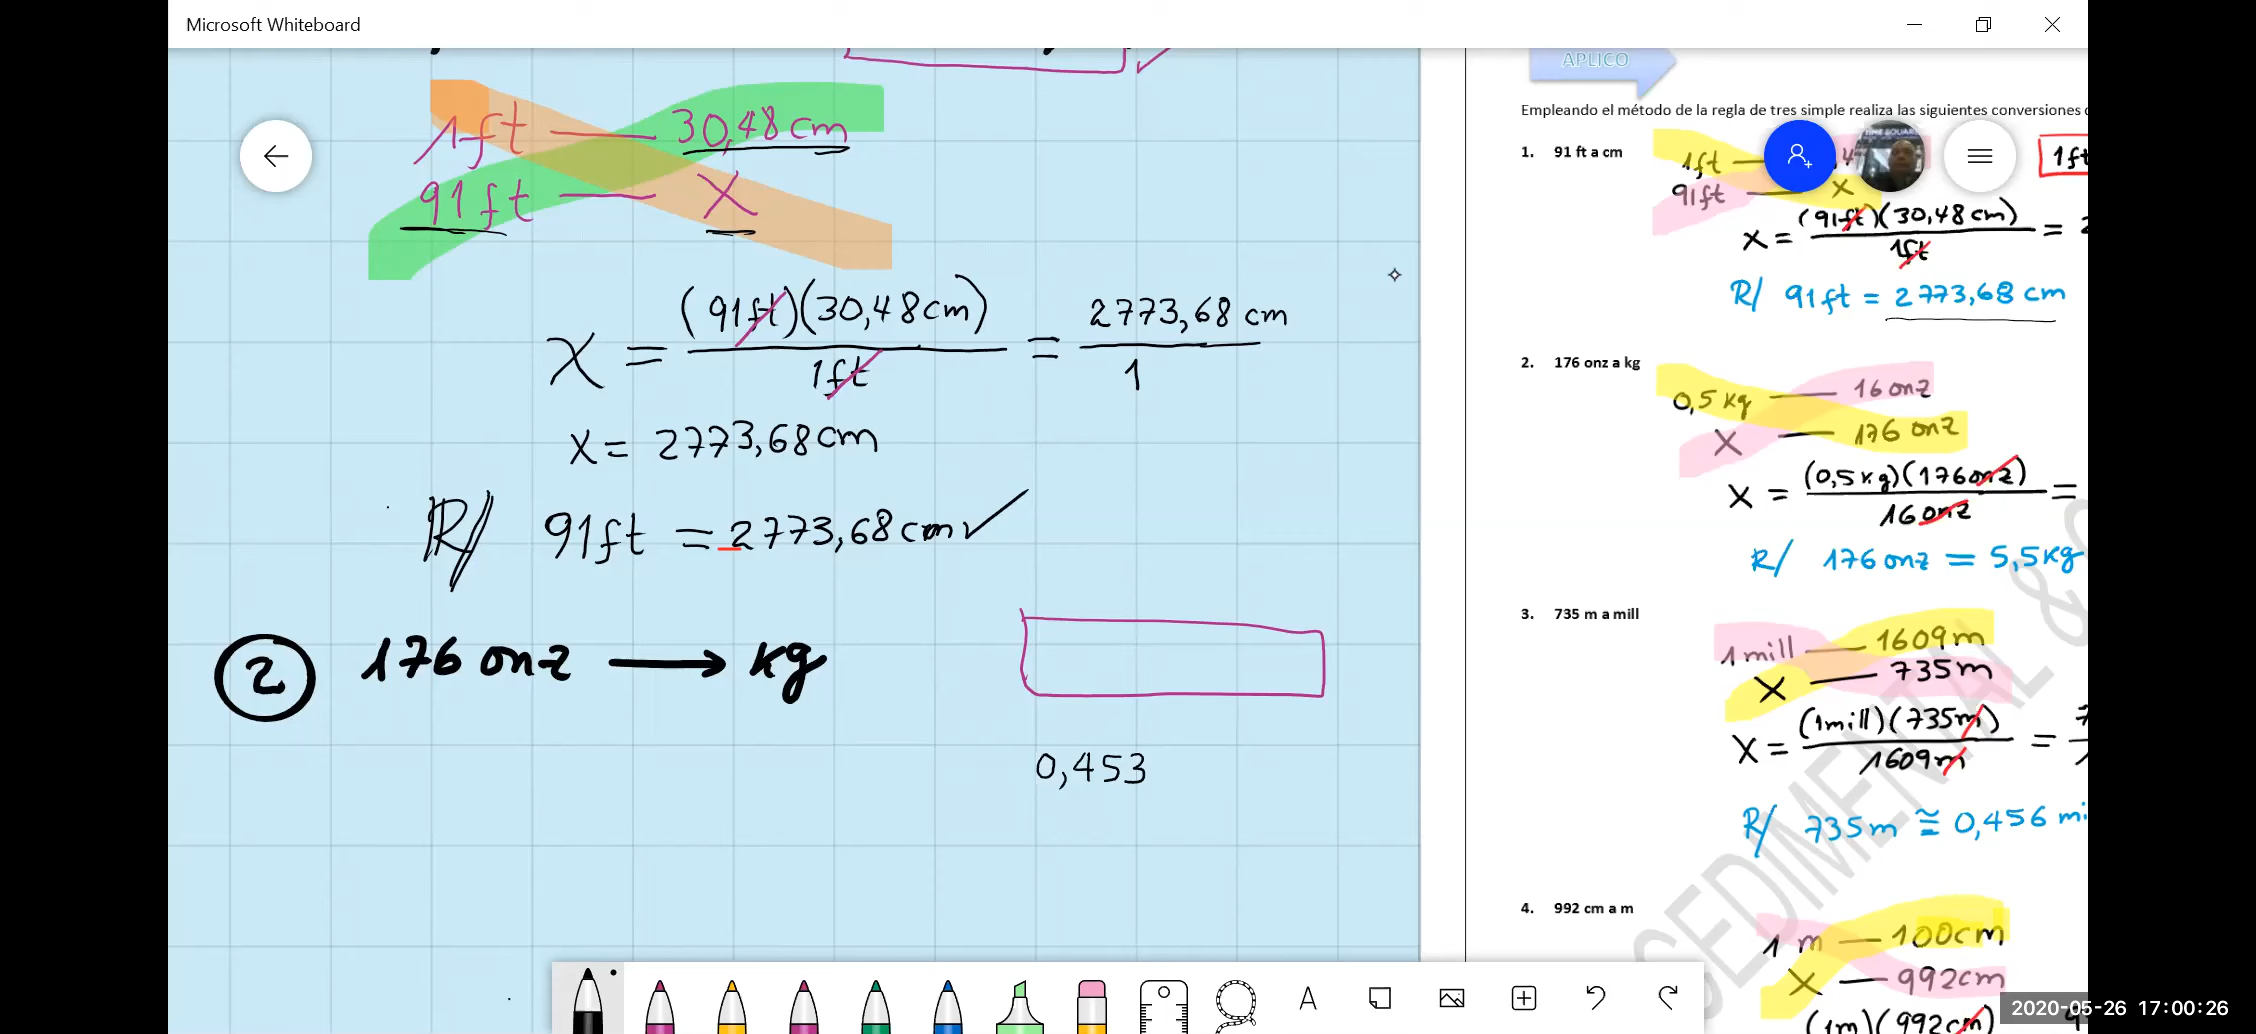 Microsoft Whiteboard
1ft — 30,48 cm
91ft — X
X = (91ft)(30,48cm) / 1ft = 2773,68 cm / 1
X = 2773,68cm
R/ 91ft = 2773,68cm ✓
2 176 onz → kg
0,453
APLICO
Empleando el método de la regla de tres simple realiza las siguientes conversiones
1. 91 ft a cm
1ft —
1ft
91ft — X
X = (91ft)(30,48cm) / 1ft =
R/ 91ft = 2773,68 cm
2. 176 onz a kg
0,5 kg — 16 onz
X — 176 onz
X = (0,5kg)(176onz) / 16onz =
R/ 176 onz = 5,5kg
3. 735 m a mill
1 mill — 1609m
X — 735m
X = (1mill)(735m) / 1609m =
R/ 735m ≅ 0,456
4. 992 cm a m
1 m — 100cm
X — 992cm
(1m)(992cm)
A
2020-05-26 17:00:26